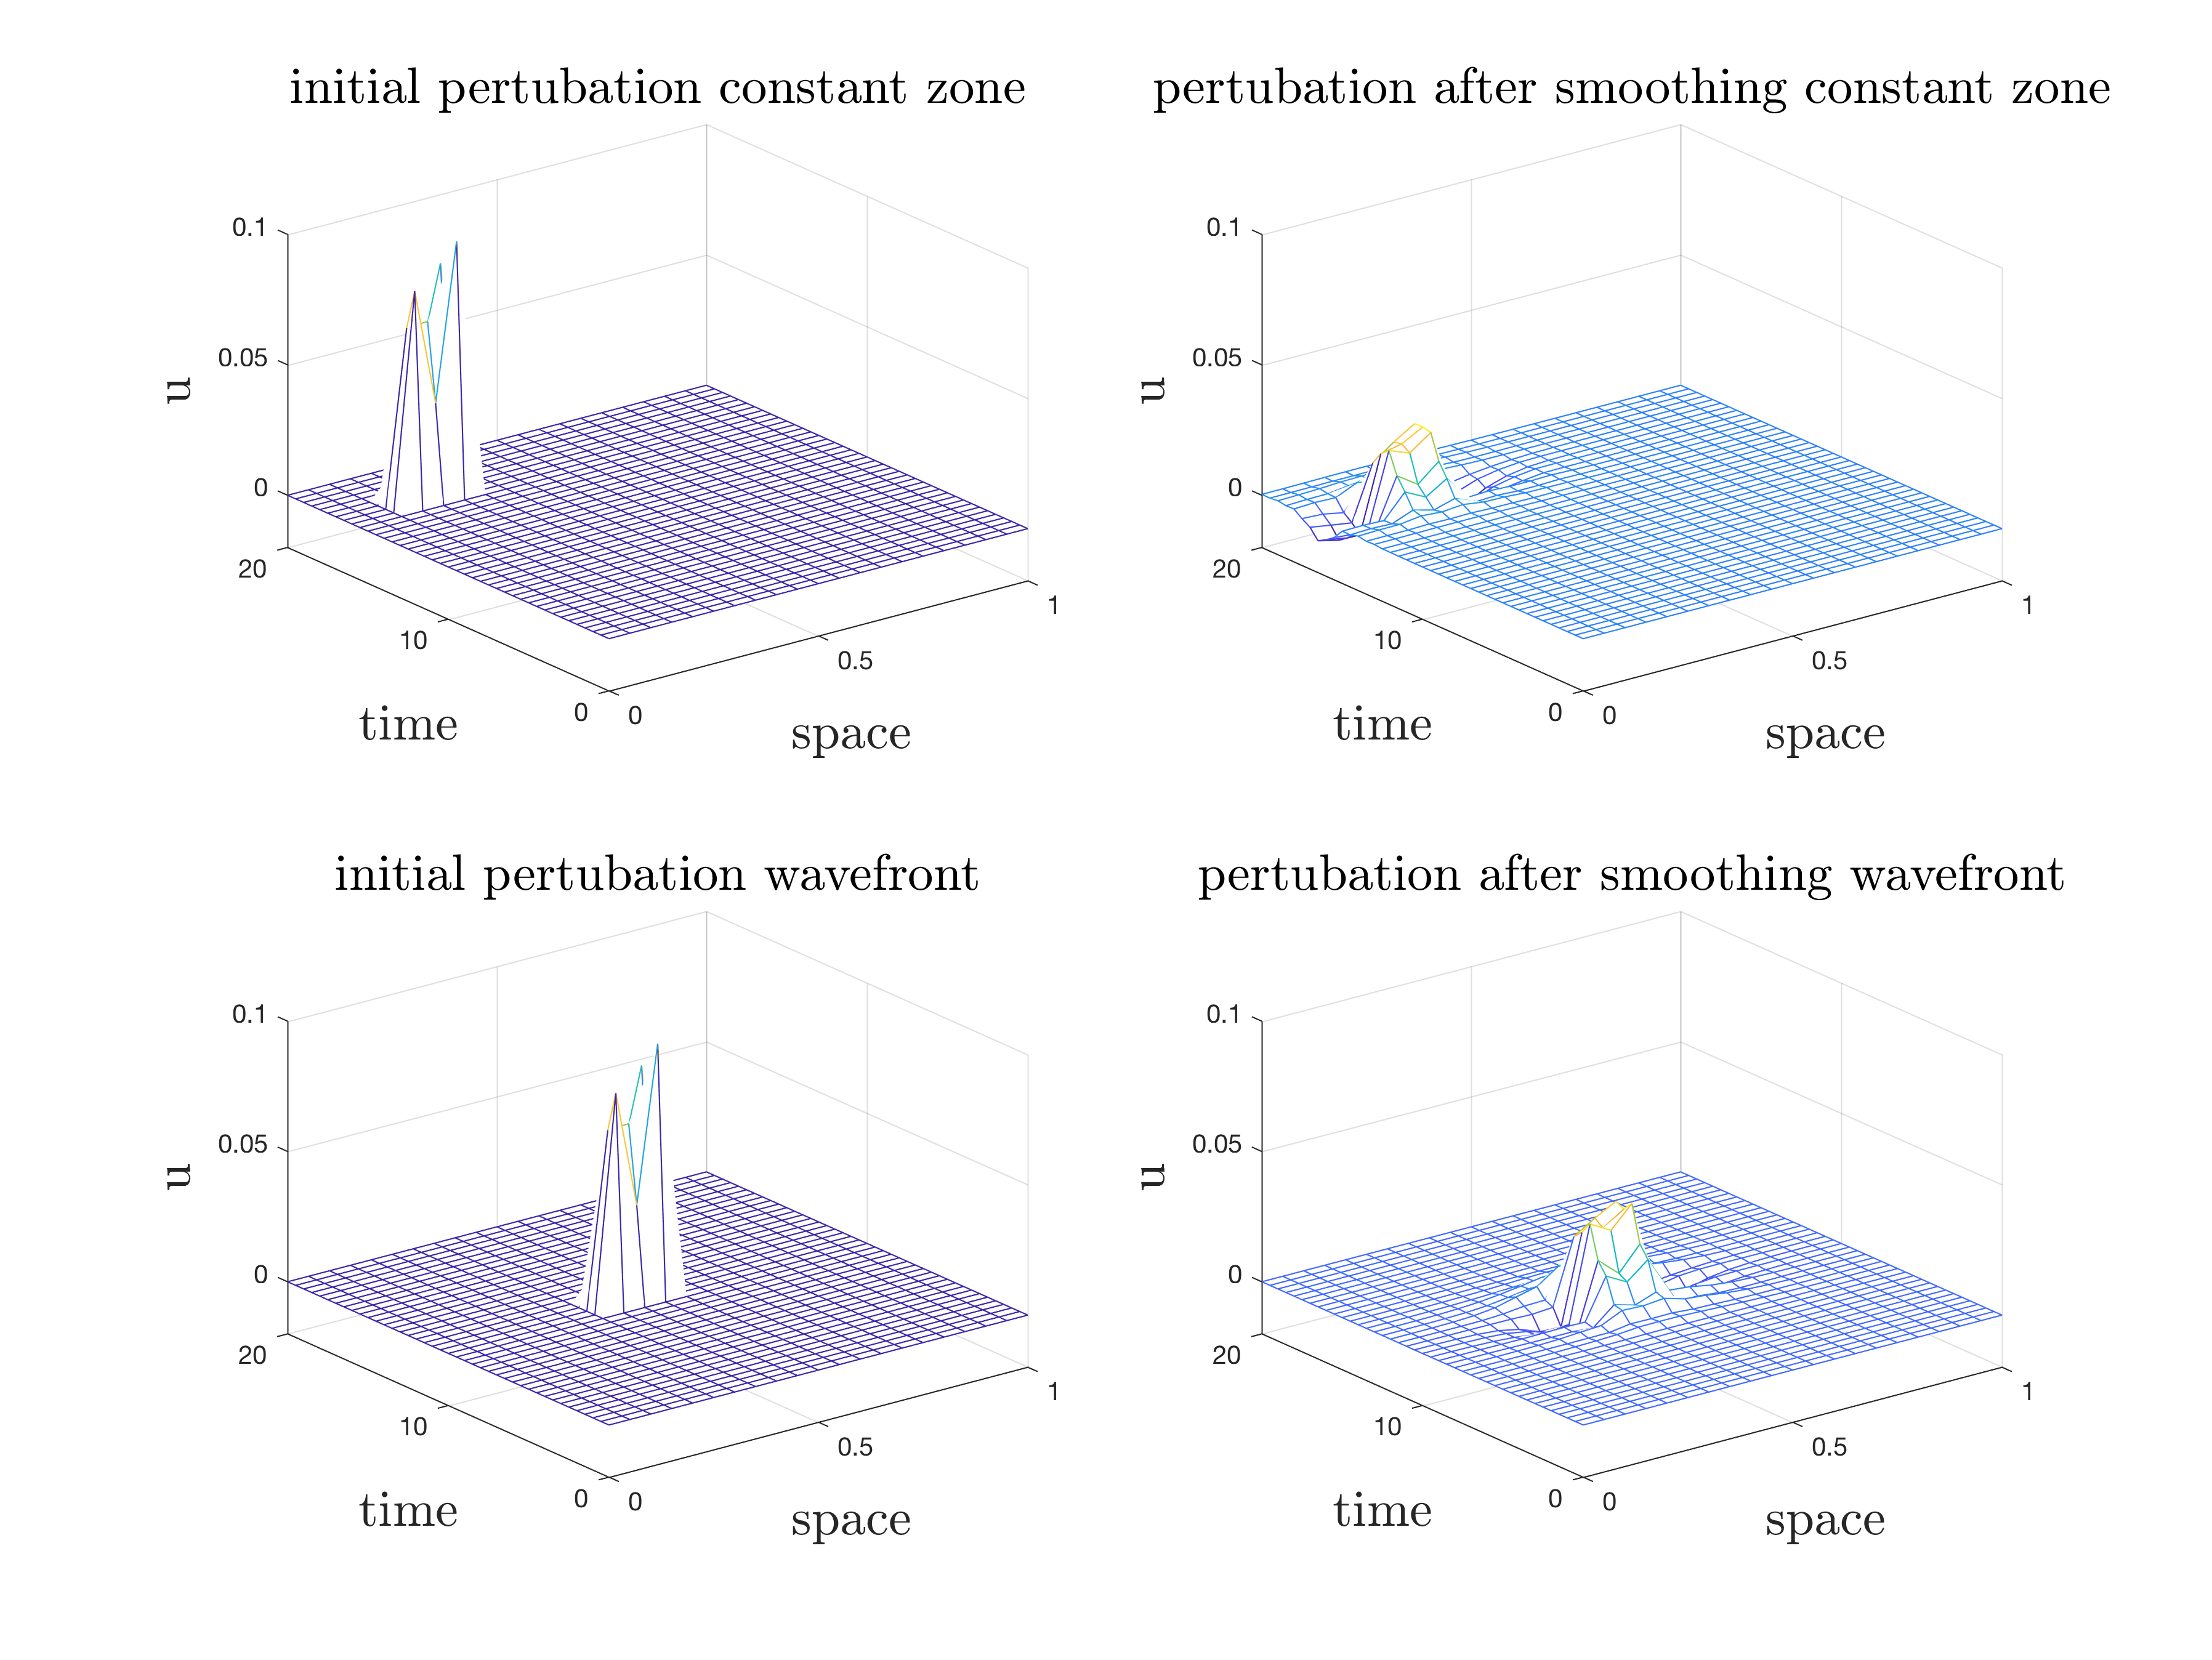 initial pertubation constant zone
0.1
0.05
0
u
20
10
0
time
0
0.5
1
space
pertubation after smoothing constant zone
0.1
0.05
0
u
20
10
0
time
0
0.5
1
space
initial pertubation wavefront
0.1
0.05
0
u
20
10
0
time
0
0.5
1
space
pertubation after smoothing wavefront
0.1
0.05
0
u
20
10
0
time
0
0.5
1
space